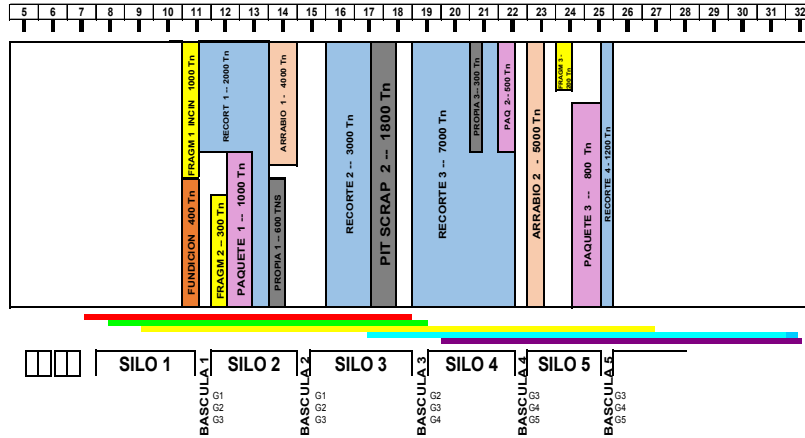 5 6 7 8 9 10 11 12 13 14 15 16 17 18 19 20 21 22 23 24 25 26 27 28 29 30 31 32
FRAGM 1 INCIN 1000 Tn
FUNDICION 400 Tn
RECORT 1 -- 2000 Tn
FRAGM 2 -- 300 Tn
PAQUETE 1 -- 1000 Tn
ARRABIO 1 - 4000 Tn
PROPIA 1 -- 600 TNS
RECORTE 2 -- 3000 Tn
PIT SCRAP 2 -- 1800 Tn
RECORTE 3 -- 7000 Tn
PROPIA 3-- 300 Tn
PAQ 2-- 500 Tn
ARRABIO 2 - 5000 Tn
FRAGM 3 -
200 Tn
PAQUETE 3 -- 800 Tn
RECORTE 4 - 1200 Tn
SILO 1
BASCULA 1
SILO 2
G1
G2
G3
BASCULA 2
SILO 3
G1
G2
G3
BASCULA 3
SILO 4
G2
G3
G4
BASCULA 4
SILO 5
G3
G4
G5
BASCULA 5
G3
G4
G5